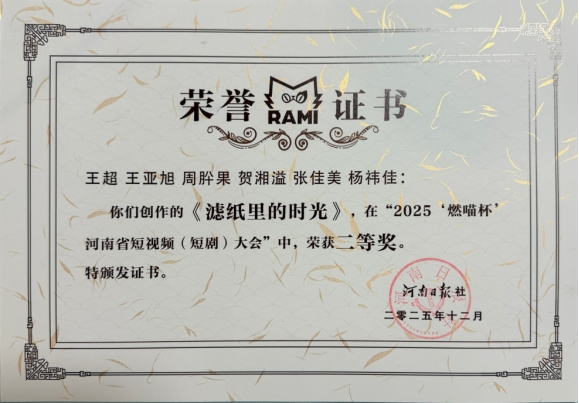 荣誉 RAMI 证书
王超 王亚旭 周肸果 贺湘溢 张佳美 杨祎佳：
你们创作的《滤纸里的时光》，在“2025‘燃喵杯’
河南省短视频（短剧）大会”中，荣获二等奖。
特颁发证书。
河南日报社
二零二五年十二月